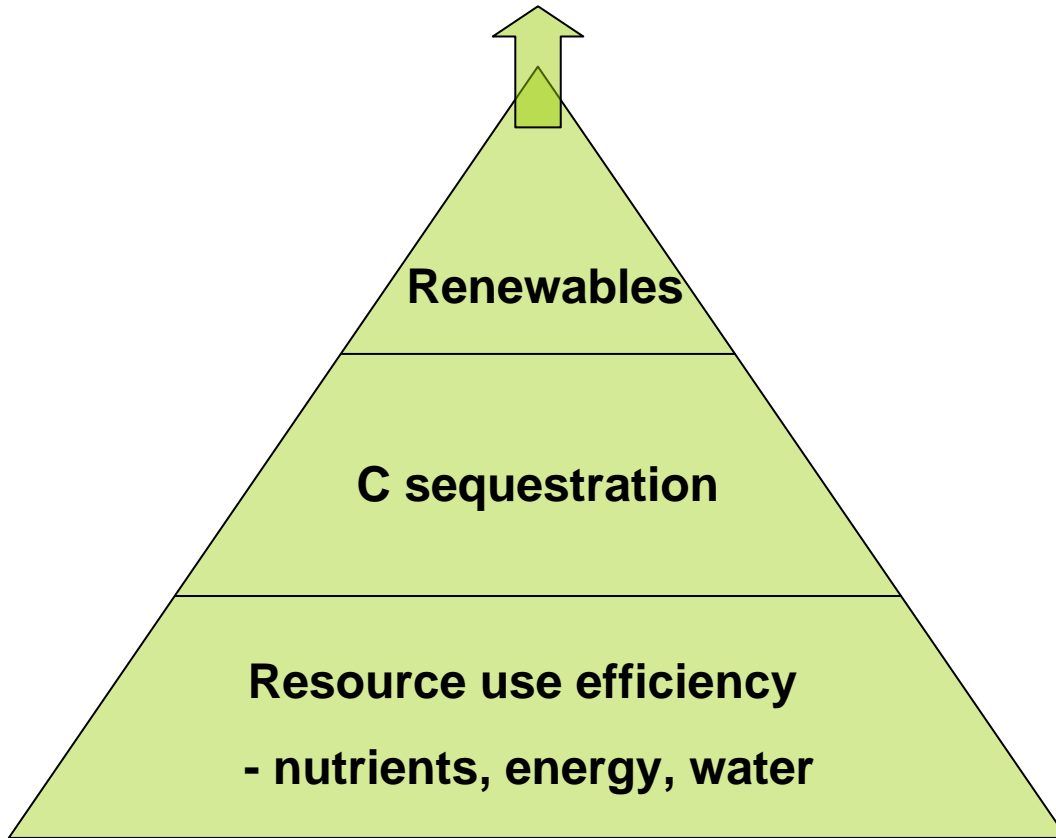 Renewables
C sequestration
Resource use efficiency
- nutrients, energy, water